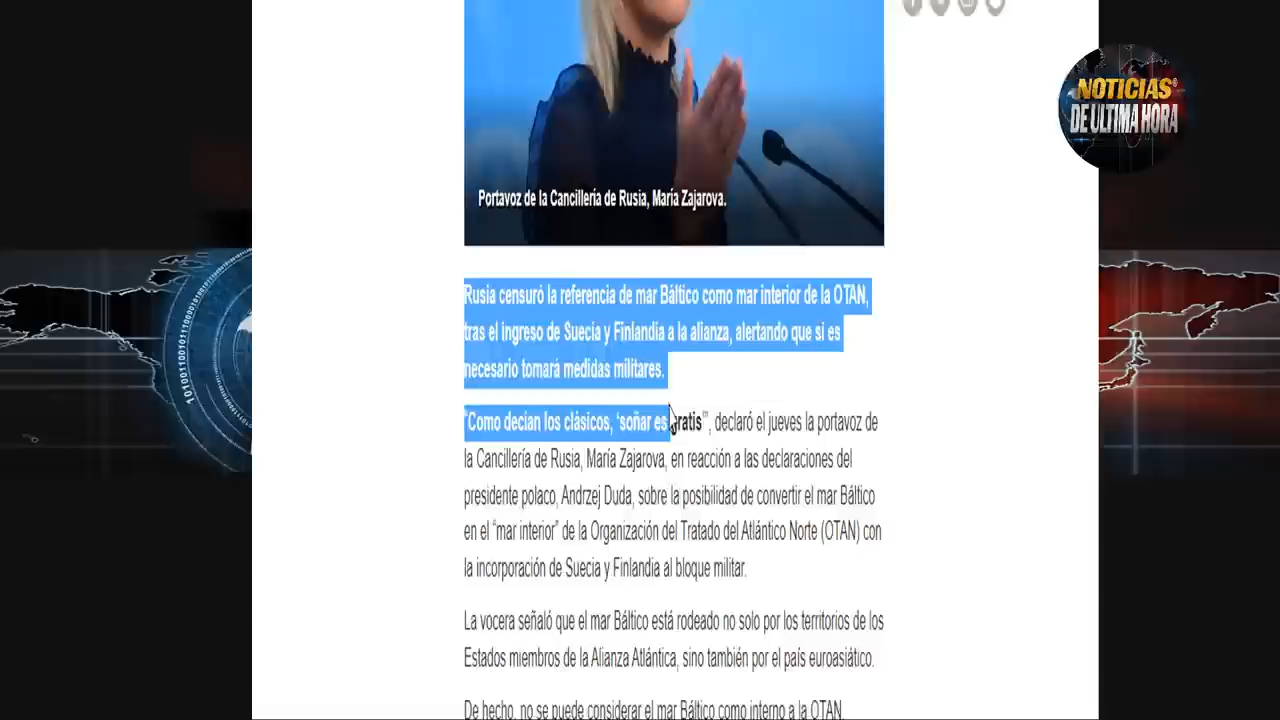 NOTICIAS
DE ULTIMA HORA
Portavoz de la Cancillería de Rusia, María Zajarova.
Rusia censuró la referencia de mar Báltico como mar interior de la OTAN,
tras el ingreso de Suecia y Finlandia a la alianza, alertando que si es
necesario tomará medidas militares.
“Como decían los clásicos, ‘soñar es gratis’”, declaró el jueves la portavoz de
la Cancillería de Rusia, María Zajarova, en reacción a las declaraciones del
presidente polaco, Andrzej Duda, sobre la posibilidad de convertir el mar Báltico
en el “mar interior” de la Organización del Tratado del Atlántico Norte (OTAN) con
la incorporación de Suecia y Finlandia al bloque militar.
La vocera señaló que el mar Báltico está rodeado no solo por los territorios de los
Estados miembros de la Alianza Atlántica, sino también por el país euroasiático.
De hecho, no se puede considerar el mar Báltico como interno a la OTAN.